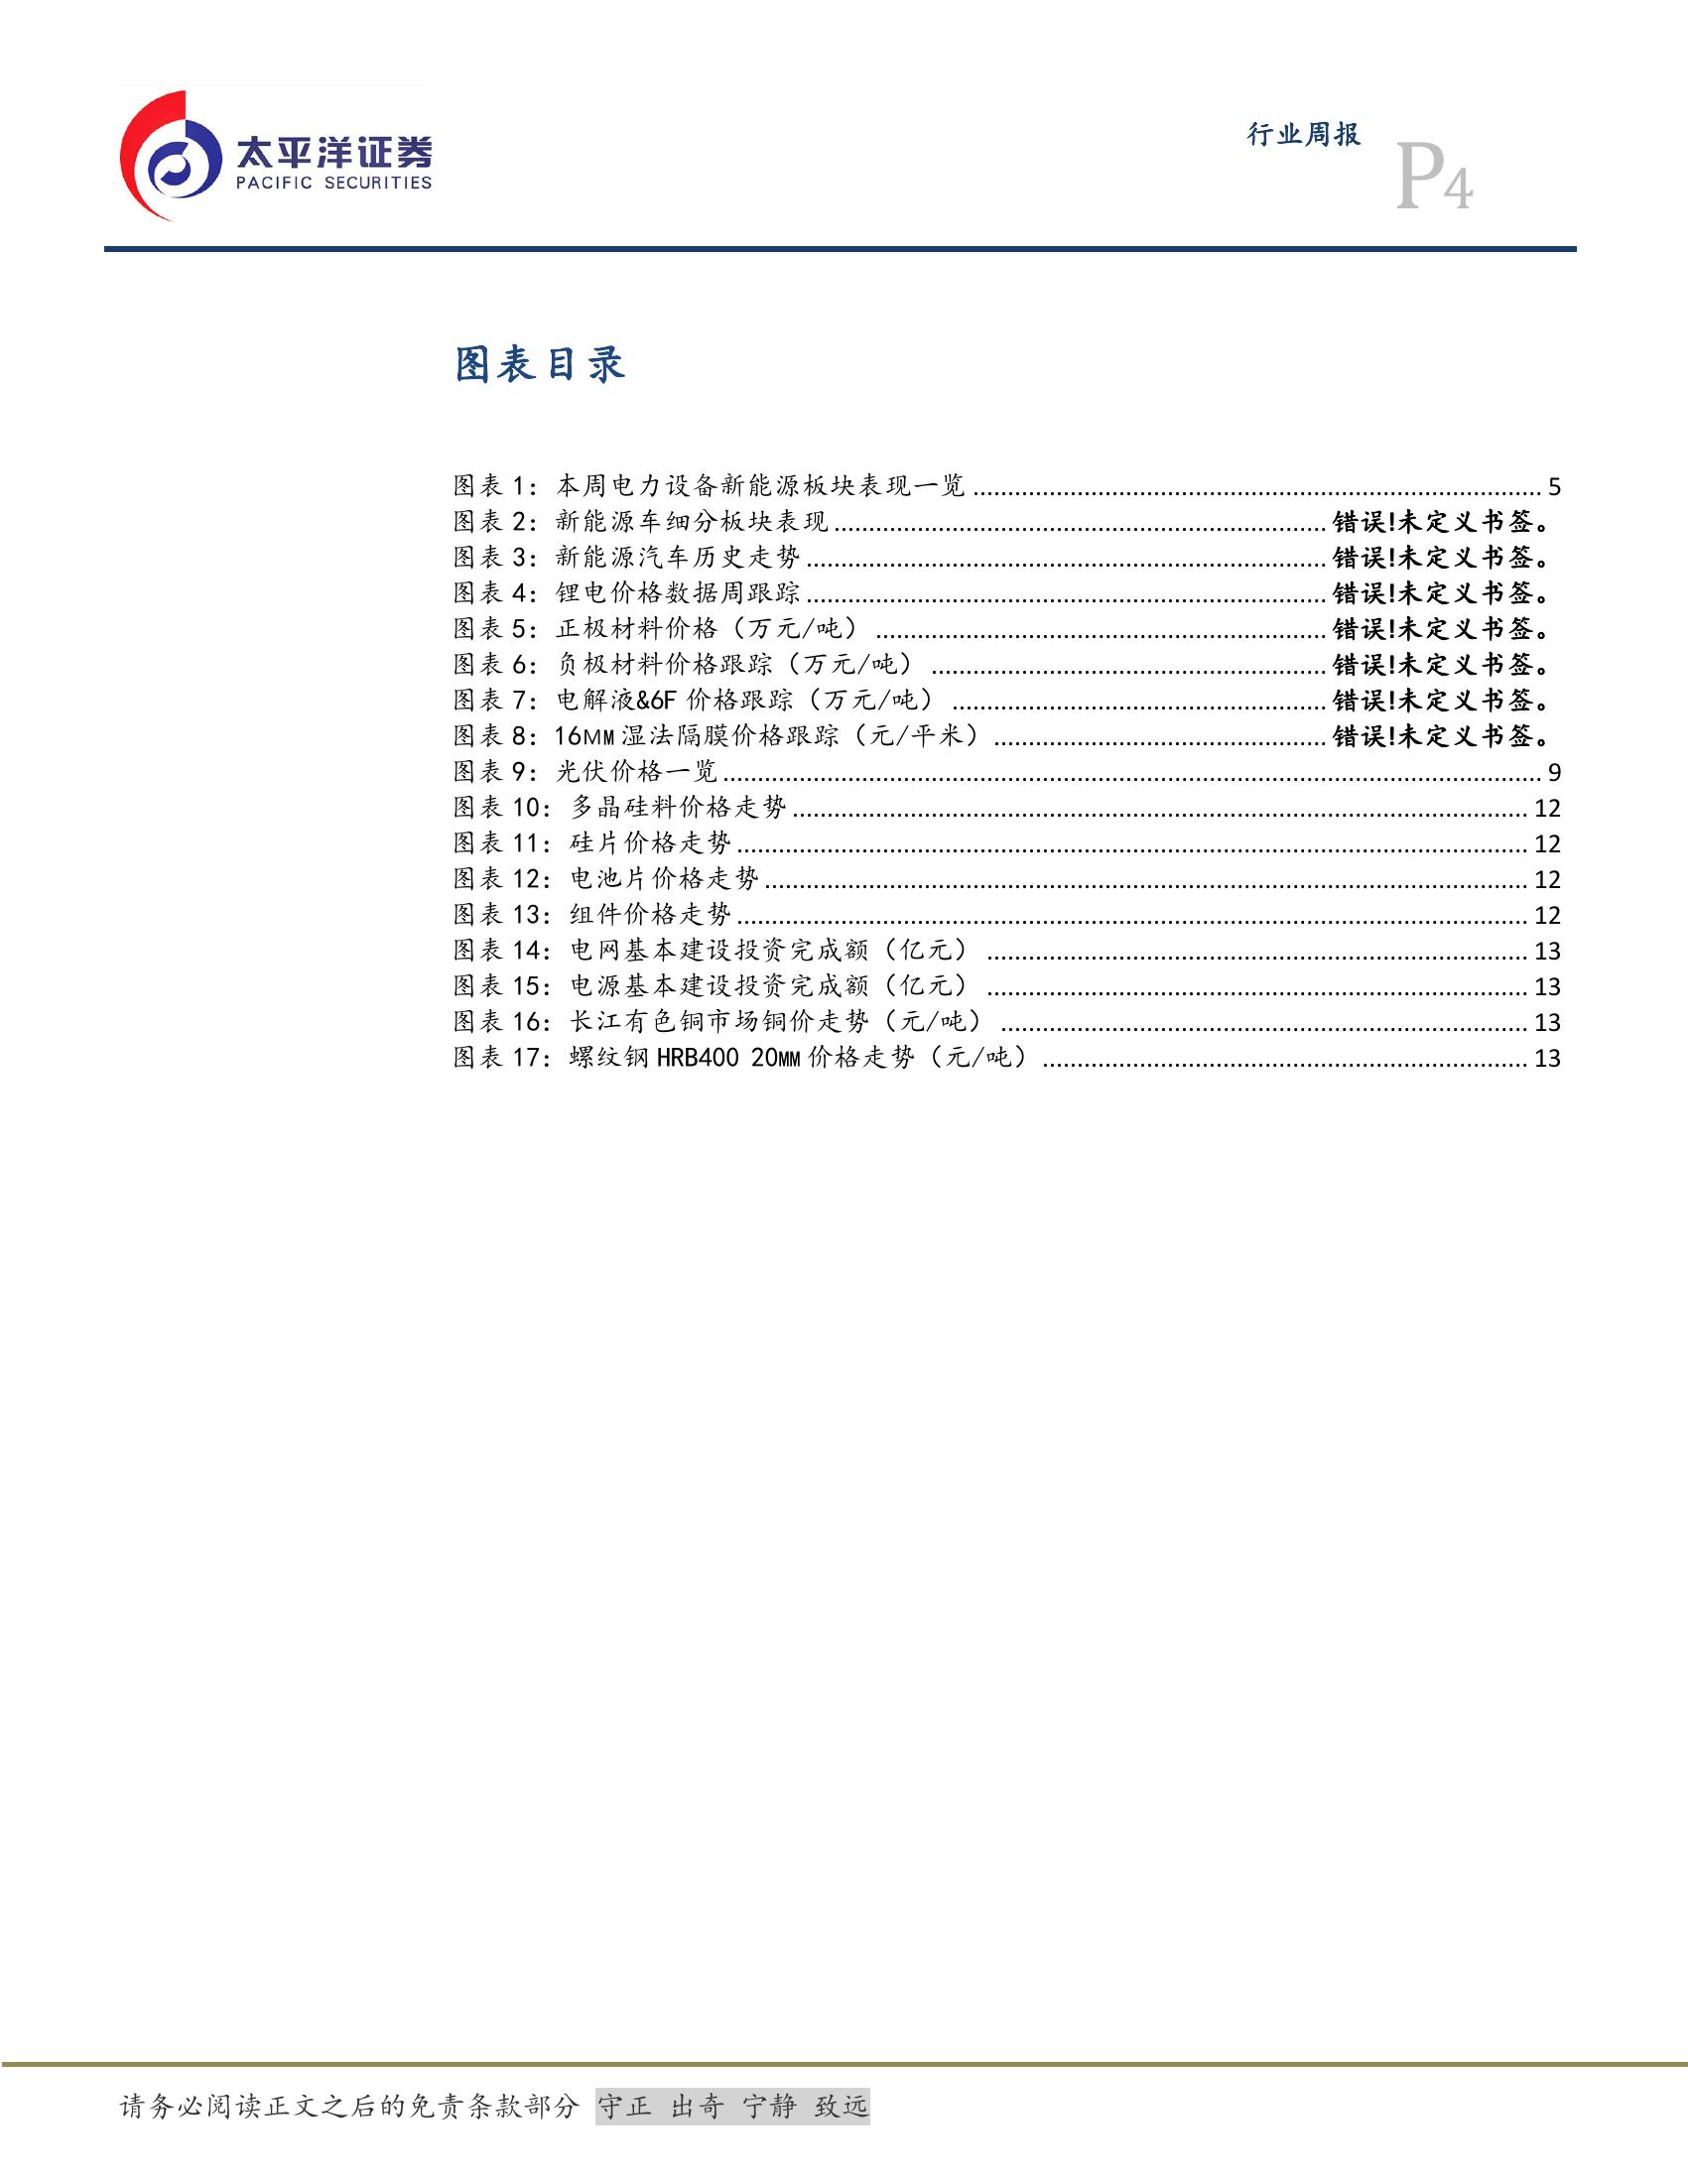 太平洋证券
PACIFIC SECURITIES
行业周报
P4
图表目录
图表 1：本周电力设备新能源板块表现一览 ........ 5
图表 2：新能源车细分板块表现 ........ 错误!未定义书签。
图表 3：新能源汽车历史走势 ........ 错误!未定义书签。
图表 4：锂电价格数据周跟踪 ........ 错误!未定义书签。
图表 5：正极材料价格（万元/吨） ........ 错误!未定义书签。
图表 6：负极材料价格跟踪（万元/吨） ........ 错误!未定义书签。
图表 7：电解液&6F 价格跟踪（万元/吨） ........ 错误!未定义书签。
图表 8：16ΜM 湿法隔膜价格跟踪（元/平米） ........ 错误!未定义书签。
图表 9：光伏价格一览 ........ 9
图表 10：多晶硅料价格走势 ........ 12
图表 11：硅片价格走势 ........ 12
图表 12：电池片价格走势 ........ 12
图表 13：组件价格走势 ........ 12
图表 14：电网基本建设投资完成额（亿元） ........ 13
图表 15：电源基本建设投资完成额（亿元） ........ 13
图表 16：长江有色铜市场铜价走势（元/吨） ........ 13
图表 17：螺纹钢 HRB400 20MM 价格走势（元/吨） ........ 13
请务必阅读正文之后的免责条款部分 守正 出奇 宁静 致远